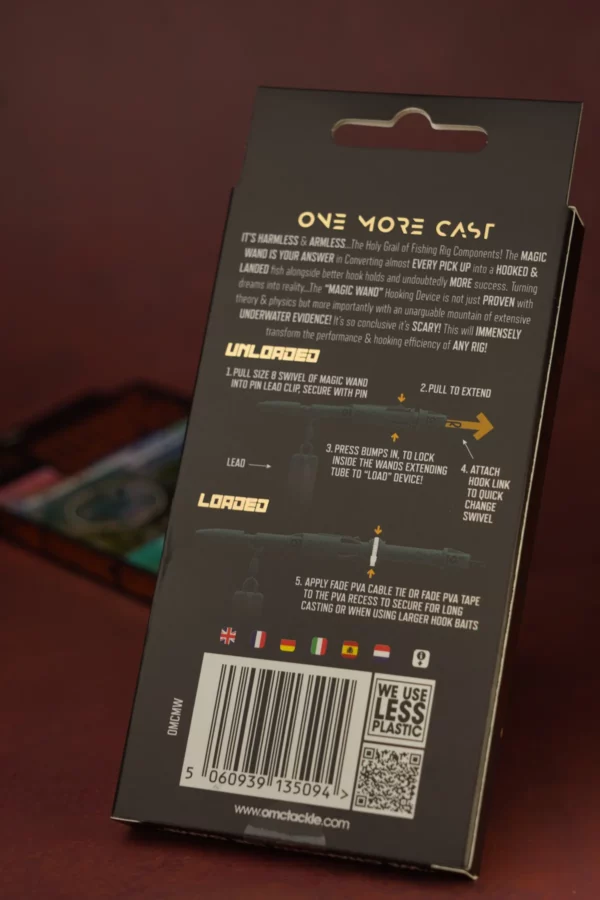 ONE MORE CAST
IT'S HARMLESS & ARMLESS...The Holy Grail of Fishing Rig Components! The MAGIC
WAND IS YOUR ANSWER in Converting almost EVERY PICK UP into a HOOKED &
LANDED fish alongside better hook holds and undoubtedly MORE success. Turning
dreams into reality...The "MAGIC WAND" Hooking Device is not just PROVEN with
theory & physics but more importantly with an unarguable mountain of extensive
UNDERWATER EVIDENCE! It's so conclusive it's SCARY! This will IMMENSELY
transform the performance & hooking efficiency of ANY RIG!
UNLOADED
1.PULL SIZE 8 SWIVEL OF MAGIC WAND
INTO PIN LEAD CLIP, SECURE WITH PIN
2.PULL TO EXTEND
3.PRESS BUMPS IN, TO LOCK
INSIDE THE WANDS EXTENDING
TUBE TO "LOAD" DEVICE!
LEAD
4. ATTACH
HOOK LINK
TO QUICK
CHANGE
SWIVEL
LOADED
5. APPLY FADE PVA CABLE TIE OR FADE PVA TAPE
TO THE PVA RECESS TO SECURE FOR LONG
CASTING OR WHEN USING LARGER HOOK BAITS
OMCMW
WE USE
LESS
PLASTIC
5 060939 135094 >
www.omctackle.com